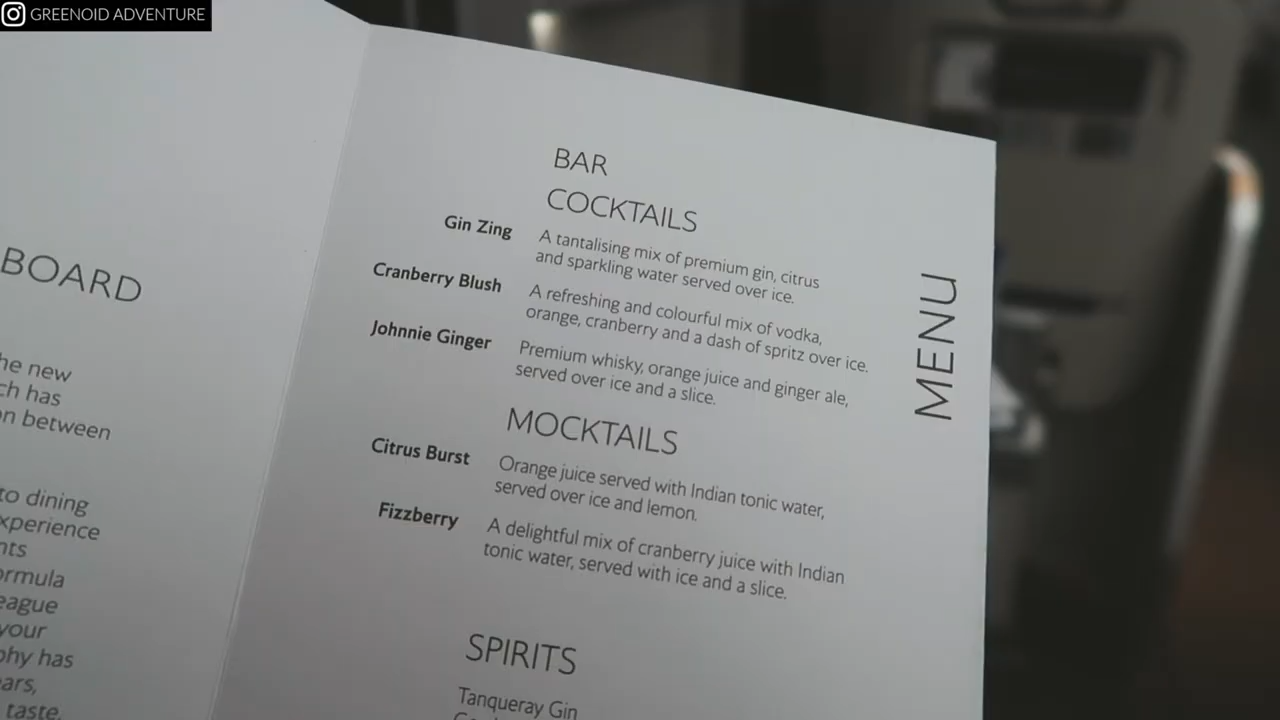 GREENOID ADVENTURE
BOARD
he new
ch has
on between
to dining
xperience
nts
ormula
eague
your
phy has
ars,
taste.
BAR
COCKTAILS
Gin Zing
A tantalising mix of premium gin, citrus
and sparkling water served over ice.
Cranberry Blush
A refreshing and colourful mix of vodka,
orange, cranberry and a dash of spritz over ice.
Johnnie Ginger
Premium whisky, orange juice and ginger ale,
served over ice and a slice.
MOCKTAILS
Citrus Burst
Orange juice served with Indian tonic water,
served over ice and lemon.
Fizzberry
A delightful mix of cranberry juice with Indian
tonic water, served with ice and a slice.
SPIRITS
Tanqueray Gin
MENU